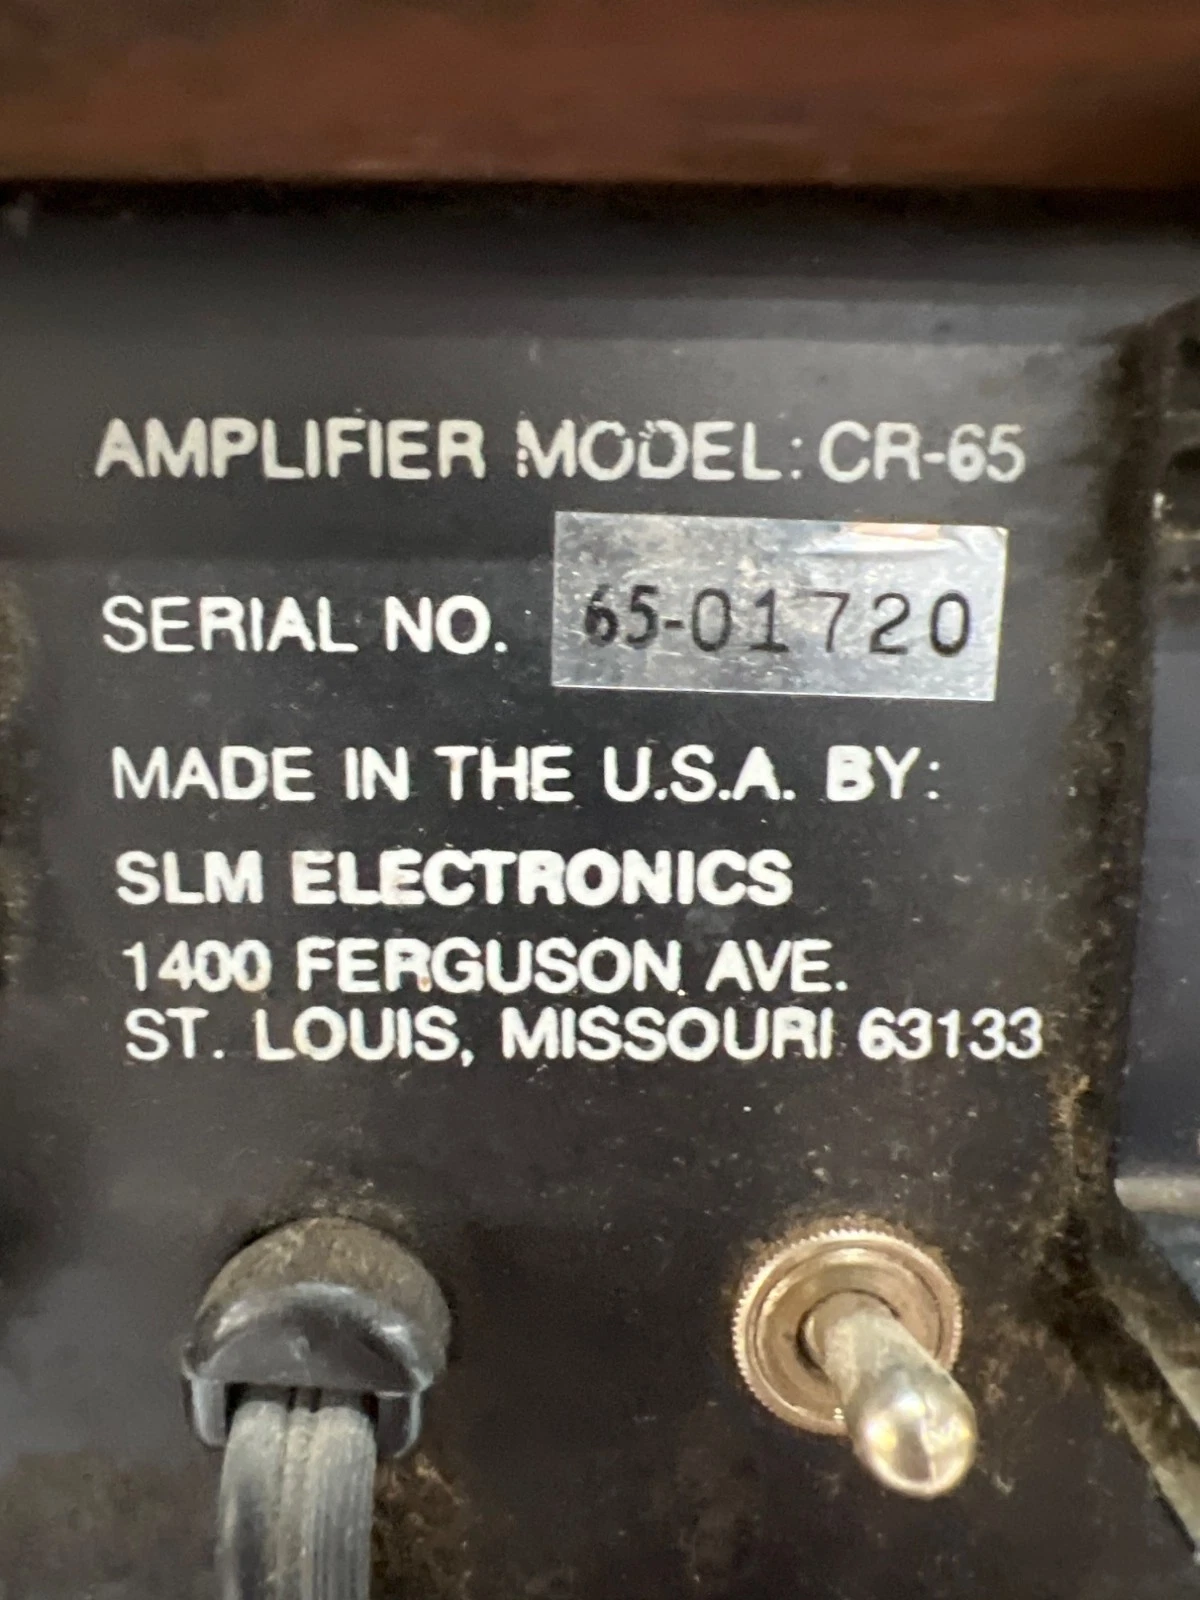 AMPLIFIER MODEL: CR-65
SERIAL NO. 65-01720
MADE IN THE U.S.A. BY:
SLM ELECTRONICS
1400 FERGUSON AVE.
ST. LOUIS, MISSOURI 63133